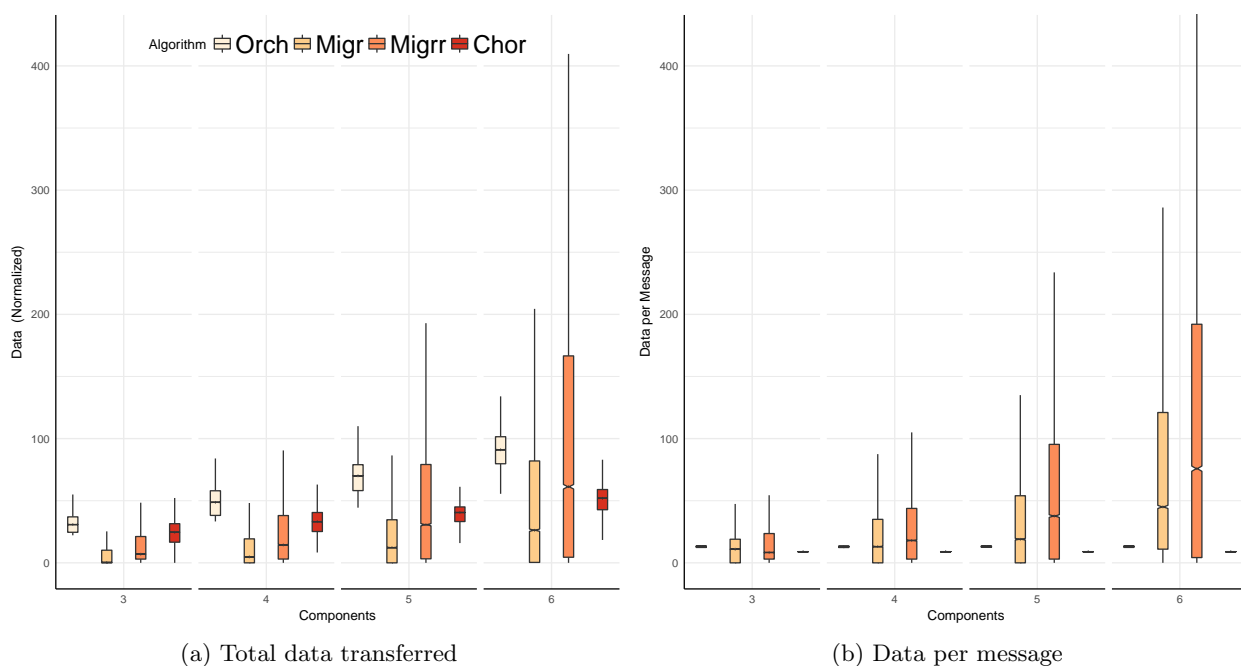 Algorithm Orch Migr Migrr Chor
Data (Normalized)
400
300
200
100
0
3 4 5 6
Components
(a) Total data transferred
Data per Message
400
300
200
100
0
3 4 5 6
Components
(b) Data per message